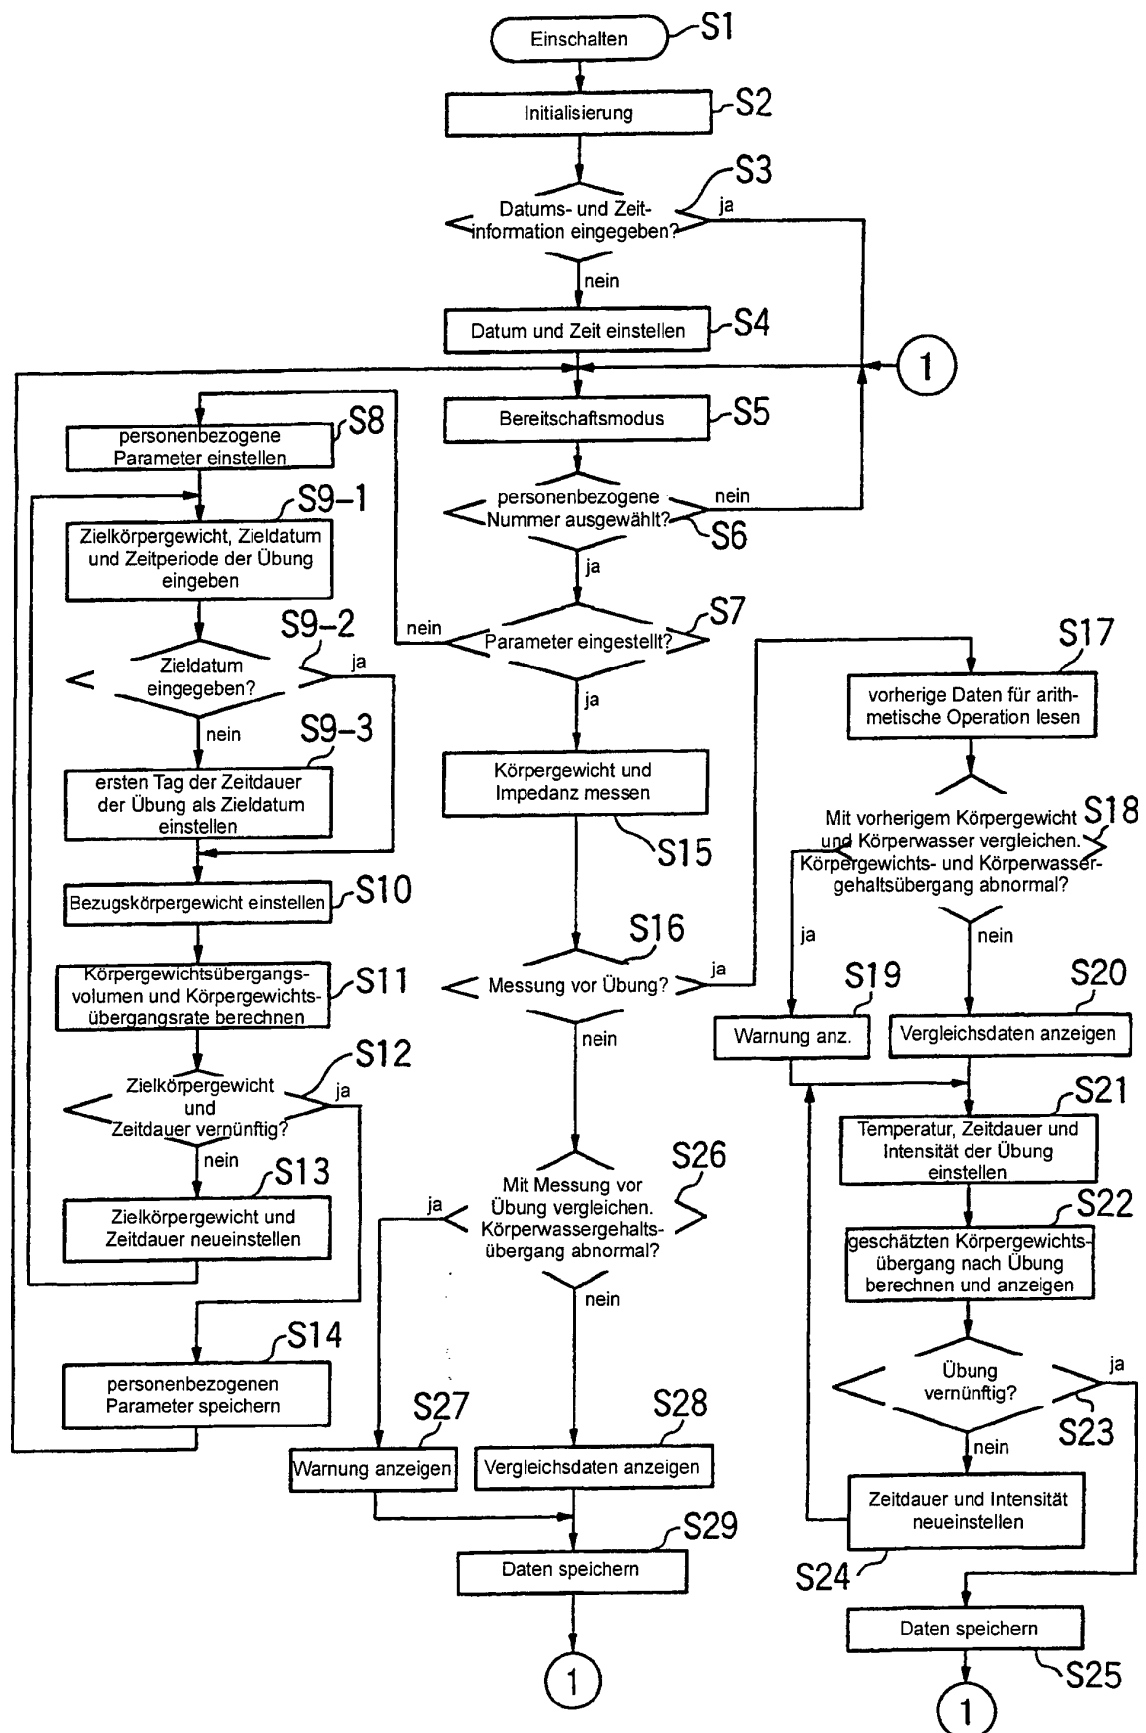 Einschalten
S1
Initialisierung
S2
S3
Datums- und Zeit-
information eingegeben?
ja
nein
Datum und Zeit einstellen
S4
1
Bereitschaftsmodus
S5
personenbezogene
Nummer ausgewählt?
nein
S6
ja
Parameter eingestellt?
S7
nein
ja
S8
personenbezogene
Parameter einstellen
S9-1
Zielkörpergewicht, Zieldatum
und Zeitperiode der Übung
eingeben
S9-2
Zieldatum
eingegeben?
ja
nein
S9-3
ersten Tag der Zeitdauer
der Übung als Zieldatum
einstellen
Bezugskörpergewicht einstellen
S10
Körpergewichtsübergangs-
volumen und Körpergewichts-
übergangsrate berechnen
S11
S12
Zielkörpergewicht
und
Zeitdauer vernünftig?
ja
nein
S13
Zielkörpergewicht und
Zeitdauer neueinstellen
S14
personenbezogenen
Parameter speichern
Körpergewicht und
Impedanz messen
S15
S16
Messung vor Übung?
ja
nein
S17
vorherige Daten für arith-
metische Operation lesen
S18
Mit vorherigem Körpergewicht
und Körperwasser vergleichen.
Körpergewichts- und Körperwasser-
gehaltsübergang abnormal?
ja
nein
S19
Warnung anz.
S20
Vergleichsdaten anzeigen
S21
Temperatur, Zeitdauer und
Intensität der Übung
einstellen
S22
geschätzten Körpergewichts-
übergang nach Übung
berechnen und anzeigen
Übung
vernünftig?
ja
S23
nein
Zeitdauer und Intensität
neueinstellen
S24
Daten speichern
S25
1
S26
Mit Messung vor
Übung vergleichen.
Körperwassergehalts-
übergang abnormal?
ja
nein
S27
Warnung anzeigen
S28
Vergleichsdaten anzeigen
S29
Daten speichern
1